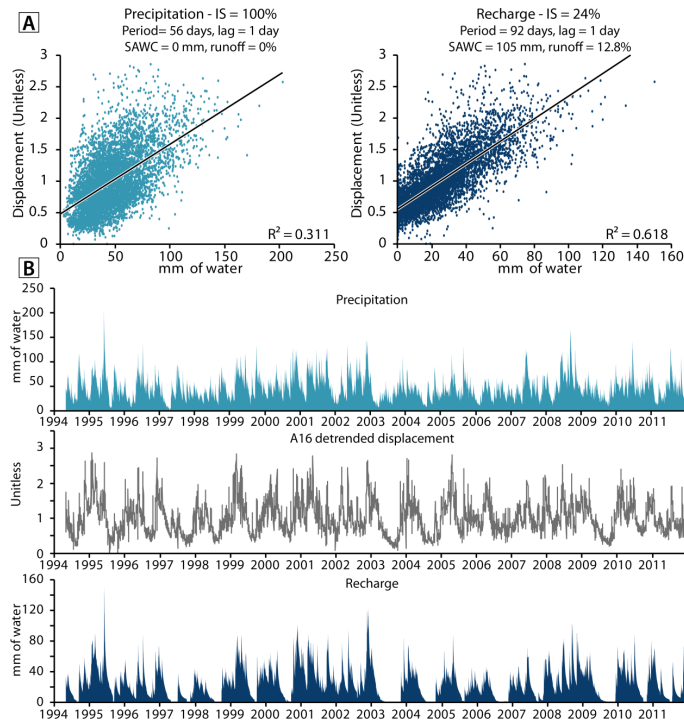 A
Precipitation - IS = 100%
Period= 56 days, lag = 1 day
SAWC = 0 mm, runoff = 0%
Displacement (Unitless)
3
2.5
2
1.5
1
0.5
0
0 50 100 150 200 250
R² = 0.311
mm of water
Recharge - IS = 24%
Period = 92 days, lag = 1 day
SAWC = 105 mm, runoff = 12.8%
Displacement (Unitless)
3
2.5
2
1.5
1
0.5
0
0 20 40 60 80 100 120 140 160
R² = 0.618
mm of water
B
Precipitation
mm of water
250
200
150
100
50
0
1994 1995 1996 1997 1998 1999 2000 2001 2002 2003 2004 2005 2006 2007 2008 2009 2010 2011
A16 detrended displacement
Unitless
3
2
1
0
1994 1995 1996 1997 1998 1999 2000 2001 2002 2003 2004 2005 2006 2007 2008 2009 2010 2011
Recharge
mm of water
160
120
80
40
0
1994 1995 1996 1997 1998 1999 2000 2001 2002 2003 2004 2005 2006 2007 2008 2009 2010 2011